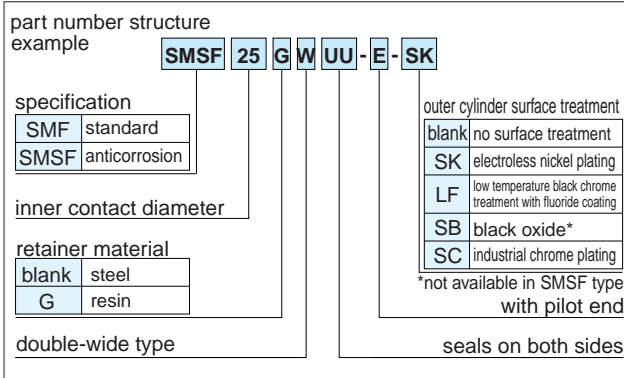 part number structure
example
SMSF 25 G W UU - E - SK
specification
SMF standard
SMSF anticorrosion
inner contact diameter
retainer material
blank steel
G resin
double-wide type
outer cylinder surface treatment
blank no surface treatment
SK electroless nickel plating
LF low temperature black chrome
treatment with fluoride coating
SB black oxide*
SC industrial chrome plating
*not available in SMSF type
with pilot end
seals on both sides